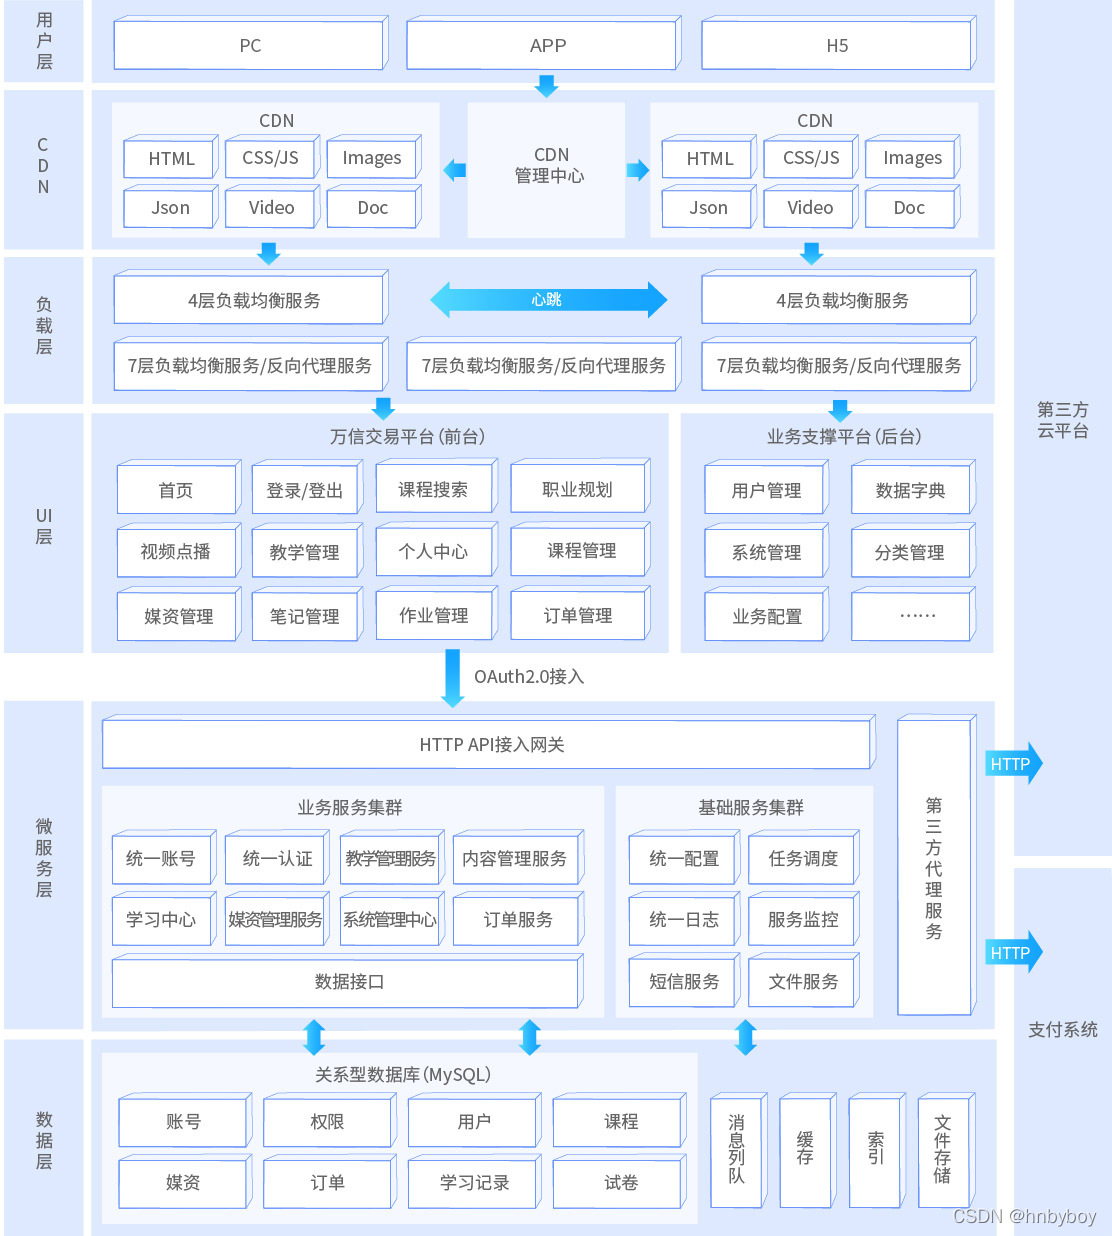 用户层
PC
APP
H5
CDN
CDN
HTML
CSS/JS
Images
Json
Video
Doc
CDN
管理中心
CDN
HTML
CSS/JS
Images
Json
Video
Doc
负载层
4层负载均衡服务
心跳
4层负载均衡服务
7层负载均衡服务/反向代理服务
7层负载均衡服务/反向代理服务
7层负载均衡服务/反向代理服务
第三方
云平台
UI层
万信交易平台(前台)
首页
登录/登出
课程搜索
职业规划
视频点播
教学管理
个人中心
课程管理
媒资管理
笔记管理
作业管理
订单管理
业务支撑平台(后台)
用户管理
数据字典
系统管理
分类管理
业务配置
······
OAuth2.0接入
微服务层
HTTP API接入网关
业务服务集群
统一账号
统一认证
教学管理服务
内容管理服务
学习中心
媒资管理服务
系统管理中心
订单服务
数据接口
基础服务集群
统一配置
任务调度
统一日志
服务监控
短信服务
文件服务
第三方代理服务
HTTP
HTTP
支付系统
数据层
关系型数据库(MySQL)
账号
权限
用户
课程
媒资
订单
学习记录
试卷
消息列队
缓存
索引
文件存储
CSDN @hnbyboy